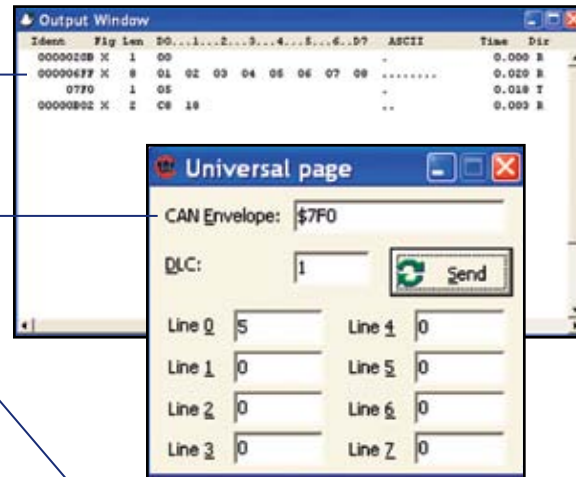 Output Window
Ident Flg Len D0...1...2...3...4...5...6..D7 ASCII Time Dir
0000020B X 1 00 . 0.000 R
000006FF X 8 01 02 03 04 05 06 07 08 ........ 0.020 R
07F0 1 05 0.010 T
00000B02 X 2 C8 18 .. 0.003 R
Universal page
CAN Envelope: $7F0
DLC: 1 Send
Line 0 5 Line 4 0
Line 1 0 Line 5 0
Line 2 0 Line 6 0
Line 3 0 Line 7 0